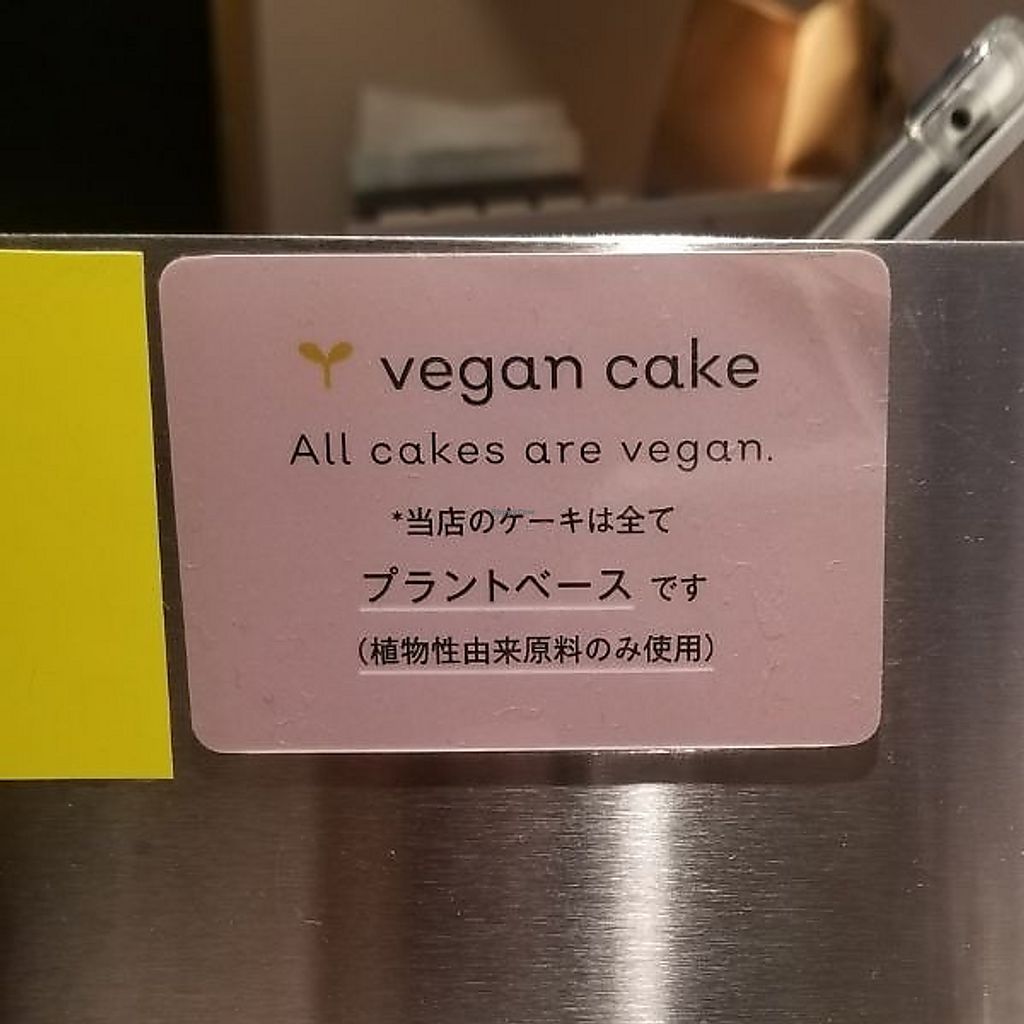 vegan cake
All cakes are vegan.
*当店のケーキは全て
プラントベース です
(植物性由来原料のみ使用)